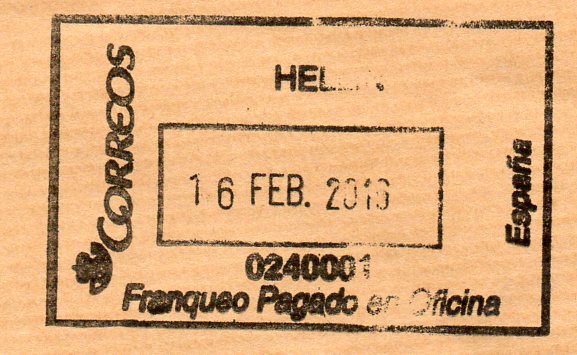 CORREOS
16 FEB.
0240001
Franqueo Pagado en Oficina
España